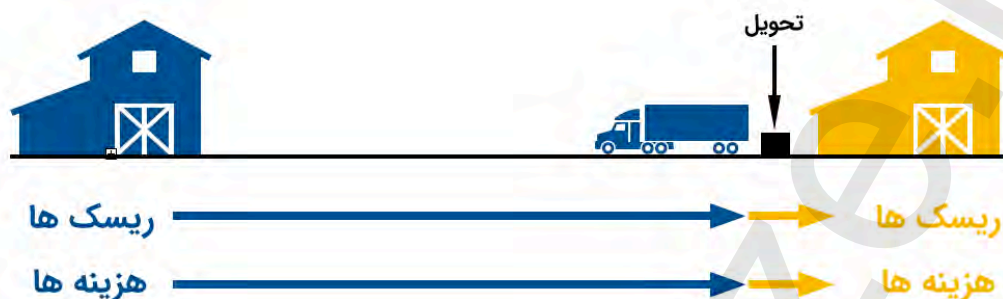 تحویل
ریسک ها
ریسک ها
هزینه ها
هزینه ها